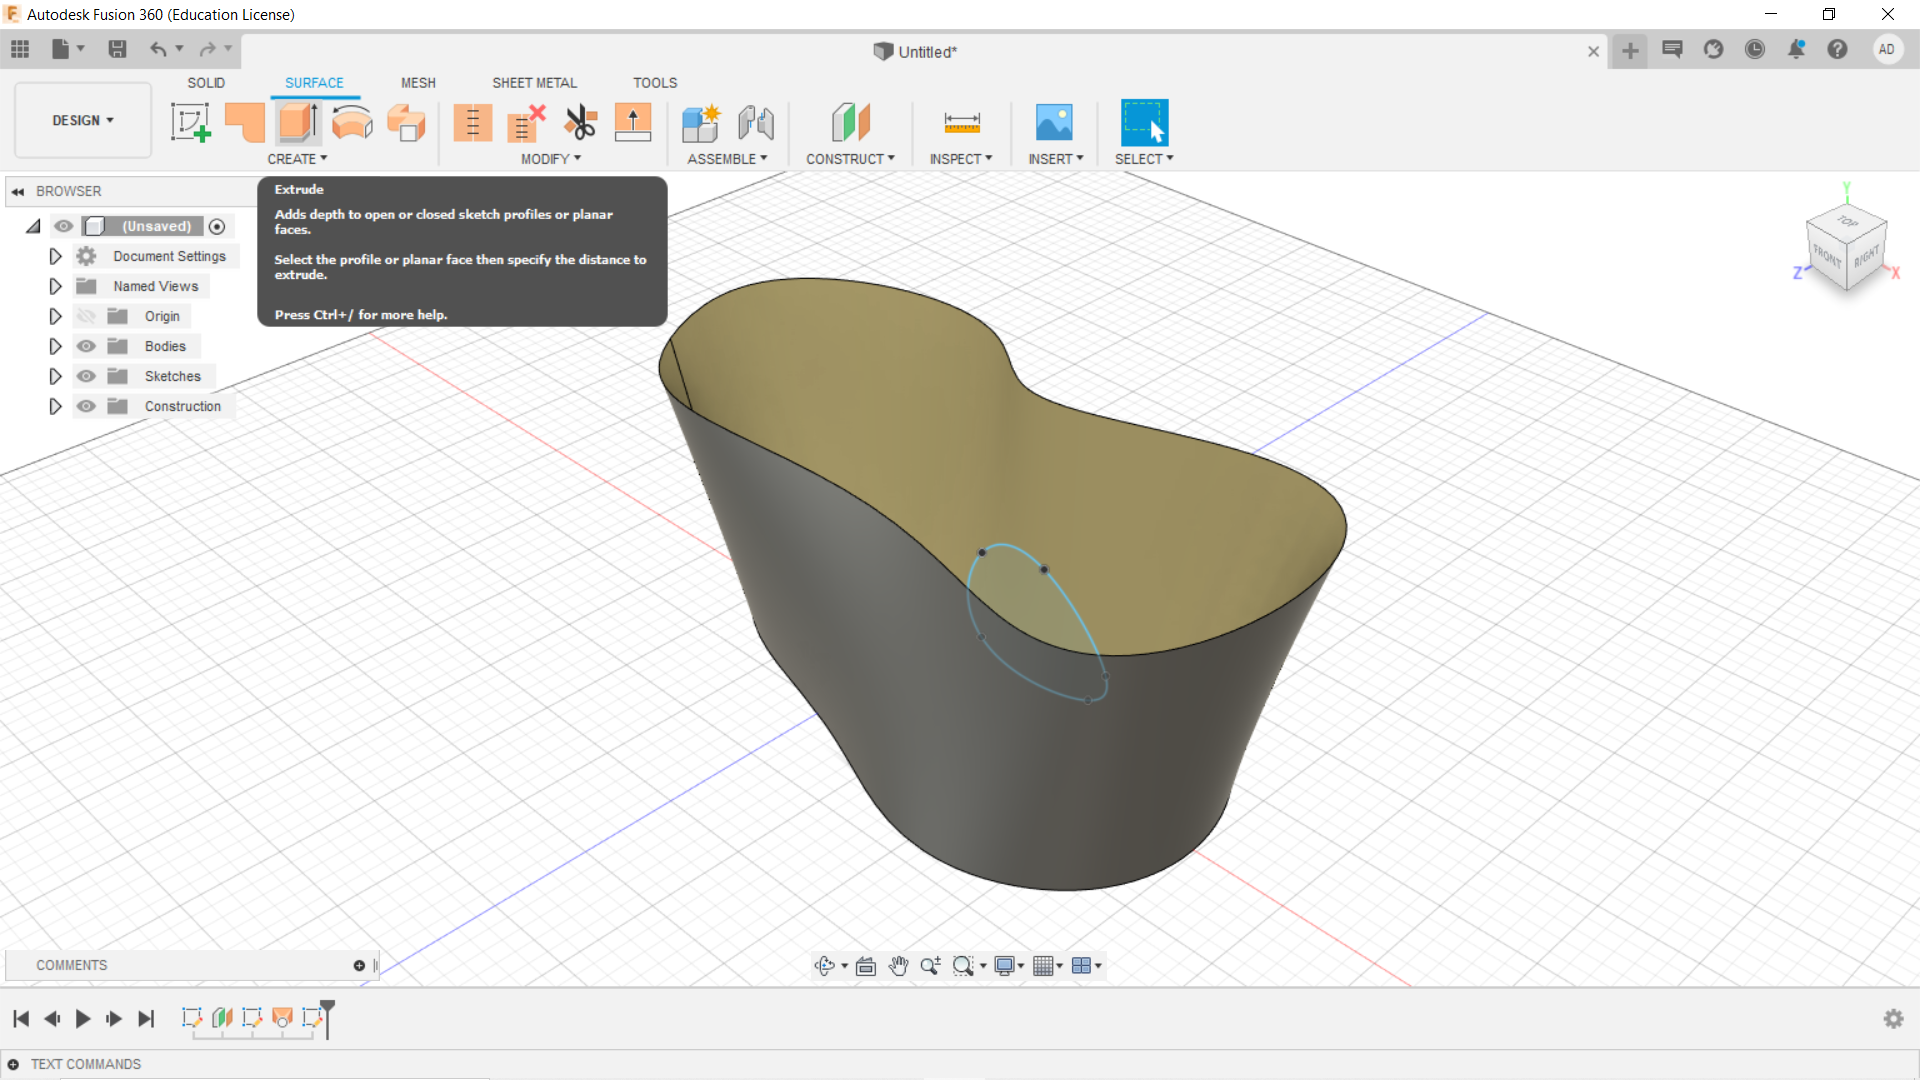 Autodesk Fusion 360 (Education License)
Untitled*
AD
DESIGN
SOLID
SURFACE
MESH
SHEET METAL
TOOLS
CREATE
MODIFY
ASSEMBLE
CONSTRUCT
INSPECT
INSERT
SELECT
BROWSER
(Unsaved)
Document Settings
Named Views
Origin
Bodies
Sketches
Construction
Extrude
Adds depth to open or closed sketch profiles or planar
faces.
Select the profile or planar face then specify the distance to
extrude.
Press Ctrl+/ for more help.
Y
TOP
FRONT
RIGHT
Z
X
COMMENTS
TEXT COMMANDS